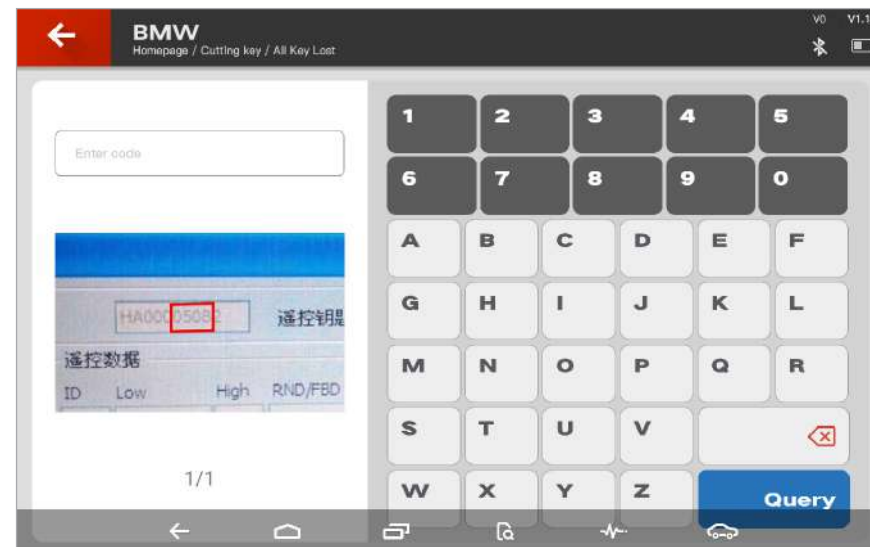 BMW
Homepage / Cutting key / All Key Lost
V0 V1.1
Enter code
HA00005082 遥控钥匙
遥控数据
ID Low High RND/FBD
1/1
1 2 3 4 5
6 7 8 9 0
A B C D E F
G H I J K L
M N O P Q R
S T U V
W X Y Z Query